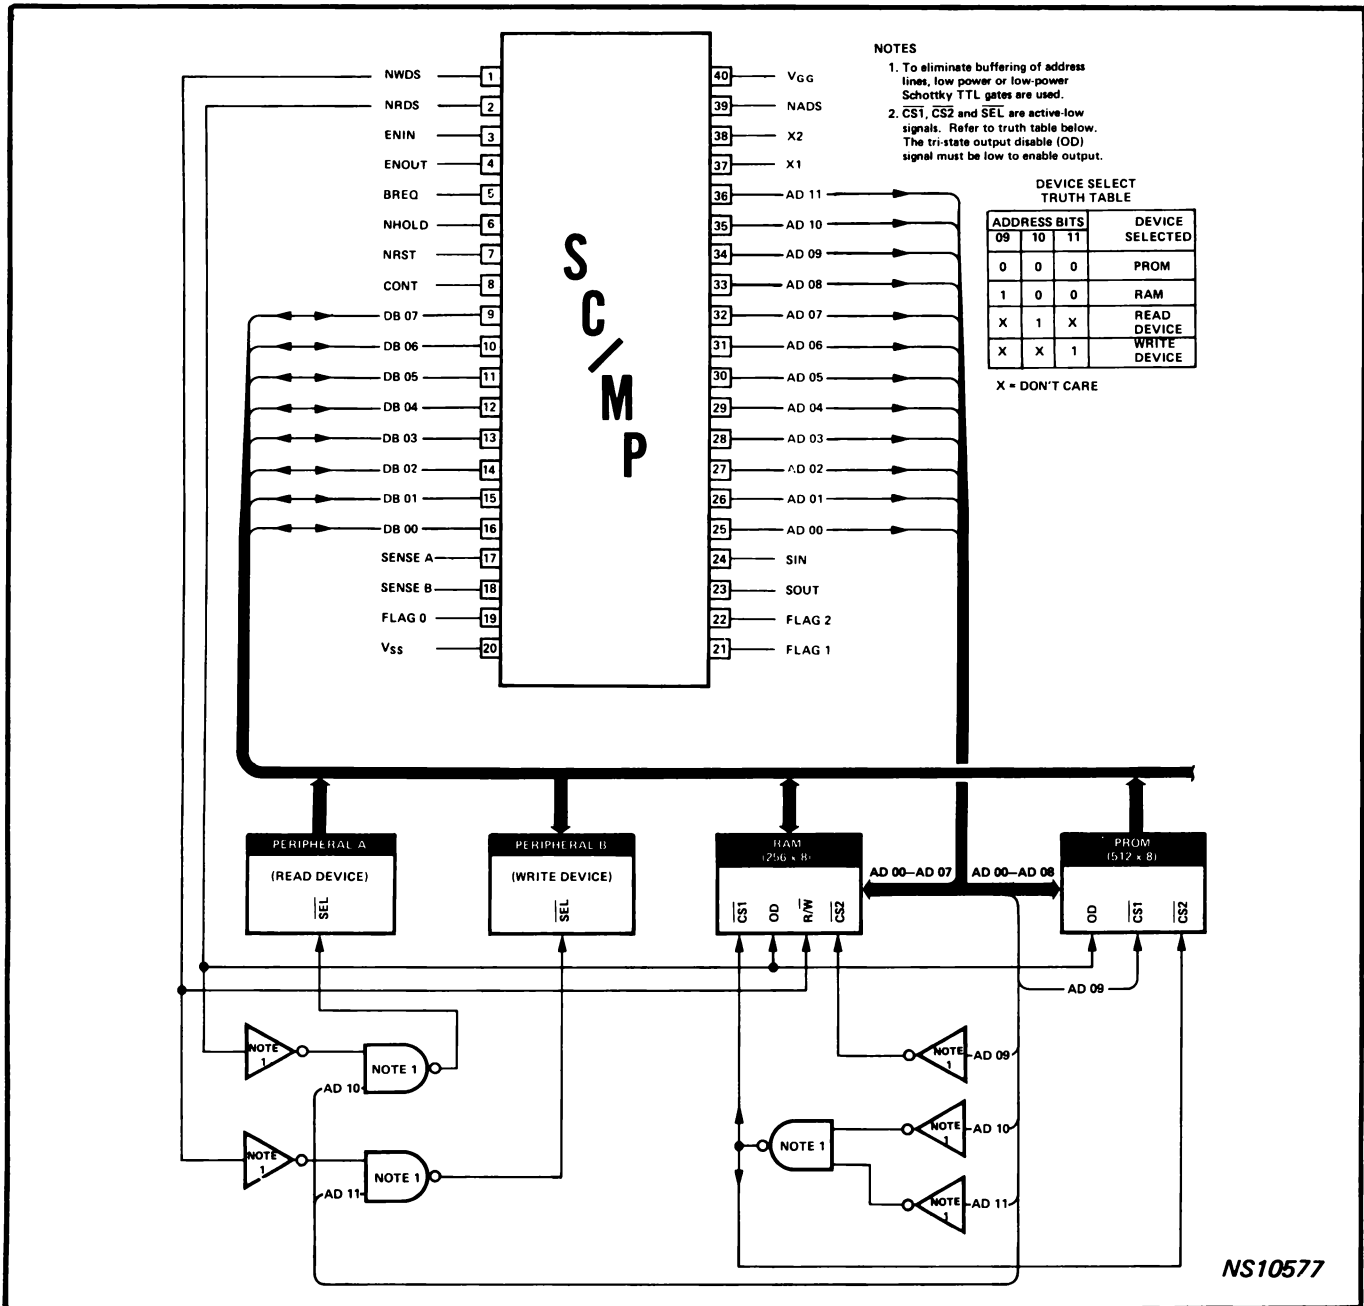 NWDS 1
NRDS 2
ENIN 3
ENOUT 4
BREQ 5
NHOLD 6
NRST 7
CONT 8
DB 07 9
DB 06 10
DB 05 11
DB 04 12
DB 03 13
DB 02 14
DB 01 15
DB 00 16
SENSE A 17
SENSE B 18
FLAG 0 19
VSS 20
SC/MP
40 VGG
39 NADS
38 X2
37 X1
36 AD 11
35 AD 10
34 AD 09
33 AD 08
32 AD 07
31 AD 06
30 AD 05
29 AD 04
28 AD 03
27 AD 02
26 AD 01
25 AD 00
24 SIN
23 SOUT
22 FLAG 2
21 FLAG 1
NOTES
1. To eliminate buffering of address
lines, low power or low-power
Schottky TTL gates are used.
2. C̅S̅1̅, C̅S̅2̅ and S̅E̅L̅ are active-low
signals. Refer to truth table below.
The tri-state output disable (OD)
signal must be low to enable output.
DEVICE SELECT
TRUTH TABLE
ADDRESS BITS DEVICE
09 10 11 SELECTED
0 0 0 PROM
1 0 0 RAM
X 1 X READ
DEVICE
X X 1 WRITE
DEVICE
X = DON'T CARE
PERIPHERAL A
(READ DEVICE)
S̅E̅L̅
PERIPHERAL B
(WRITE DEVICE)
S̅E̅L̅
RAM
(256 x 8)
C̅S̅1̅ OD R̅/̅W̅ C̅S̅2̅
AD 00–AD 07
AD 00–AD 08
PROM
(512 x 8)
OD C̅S̅1̅ C̅S̅2̅
AD 09
NOTE
1
NOTE 1
AD 10
NOTE
1
AD 09
NOTE
1
NOTE 1
AD 11
NOTE 1
NOTE
1
AD 10
NOTE
1
AD 11
NS10577